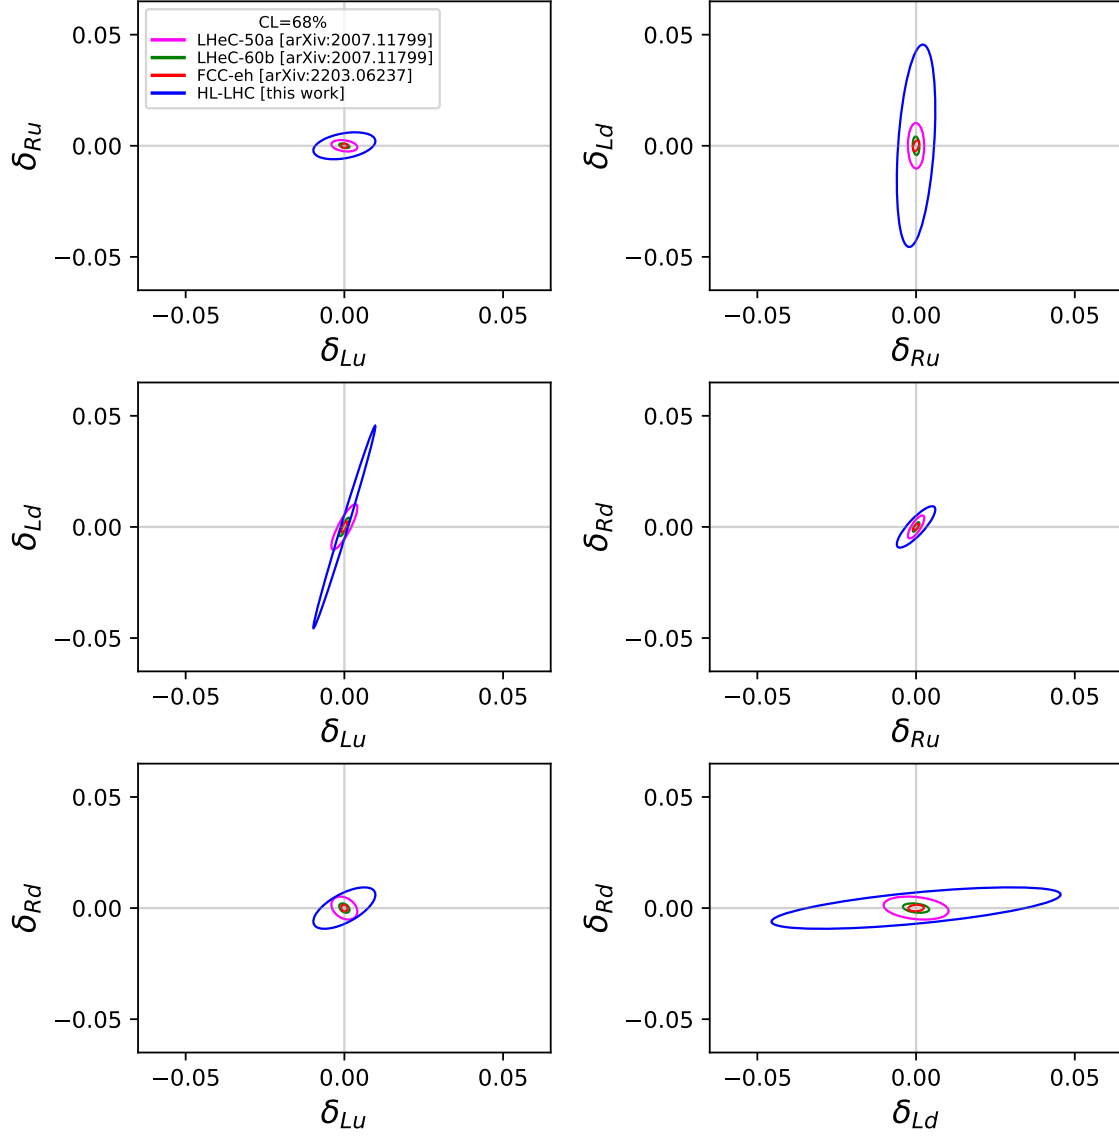 CL=68%
LHeC-50a [arXiv:2007.11799]
LHeC-60b [arXiv:2007.11799]
FCC-eh [arXiv:2203.06237]
HL-LHC [this work]
0.05
0.00
−0.05
δRu
−0.05 0.00 0.05
δLu
0.05
0.00
−0.05
δLd
−0.05 0.00 0.05
δRu
0.05
0.00
−0.05
δLd
−0.05 0.00 0.05
δLu
0.05
0.00
−0.05
δRd
−0.05 0.00 0.05
δRu
0.05
0.00
−0.05
δRd
−0.05 0.00 0.05
δLu
0.05
0.00
−0.05
δRd
−0.05 0.00 0.05
δLd